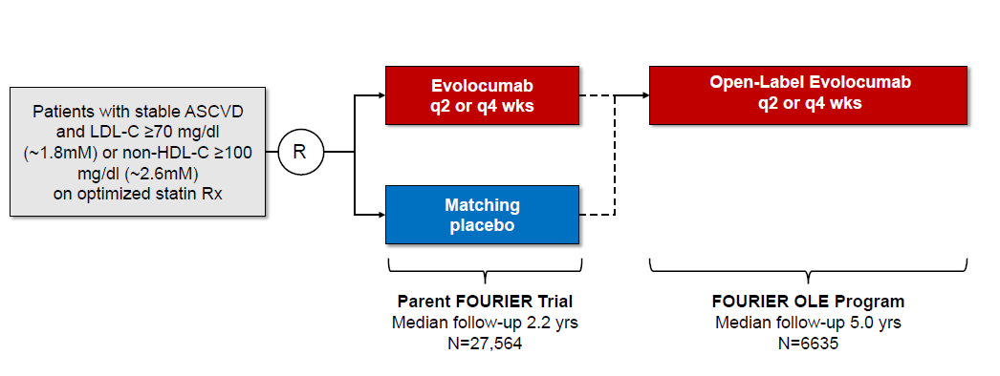 Patients with stable ASCVD
and LDL-C ≥70 mg/dl
(~1.8mM) or non-HDL-C ≥100
mg/dl (~2.6mM)
on optimized statin Rx
R
Evolocumab
q2 or q4 wks
Matching
placebo
Open-Label Evolocumab
q2 or q4 wks
Parent FOURIER Trial
Median follow-up 2.2 yrs
N=27,564
FOURIER OLE Program
Median follow-up 5.0 yrs
N=6635